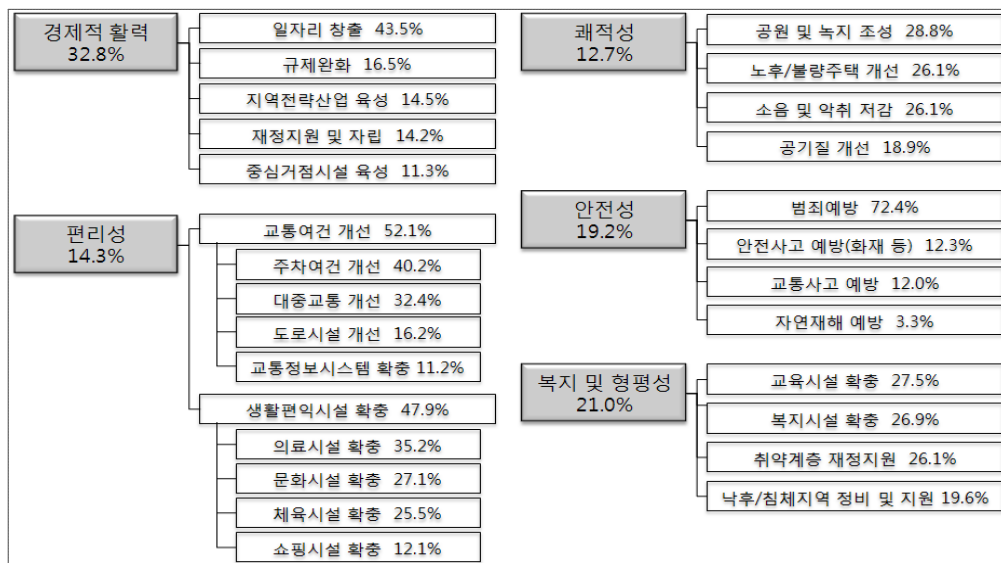 경제적 활력
32.8%
일자리 창출 43.5%
규제완화 16.5%
지역전략산업 육성 14.5%
재정지원 및 자립 14.2%
중심거점시설 육성 11.3%
편리성
14.3%
교통여건 개선 52.1%
주차여건 개선 40.2%
대중교통 개선 32.4%
도로시설 개선 16.2%
교통정보시스템 확충 11.2%
생활편익시설 확충 47.9%
의료시설 확충 35.2%
문화시설 확충 27.1%
체육시설 확충 25.5%
쇼핑시설 확충 12.1%
쾌적성
12.7%
공원 및 녹지 조성 28.8%
노후/불량주택 개선 26.1%
소음 및 악취 저감 26.1%
공기질 개선 18.9%
안전성
19.2%
범죄예방 72.4%
안전사고 예방(화재 등) 12.3%
교통사고 예방 12.0%
자연재해 예방 3.3%
복지 및 형평성
21.0%
교육시설 확충 27.5%
복지시설 확충 26.9%
취약계층 재정지원 26.1%
낙후/침체지역 정비 및 지원 19.6%